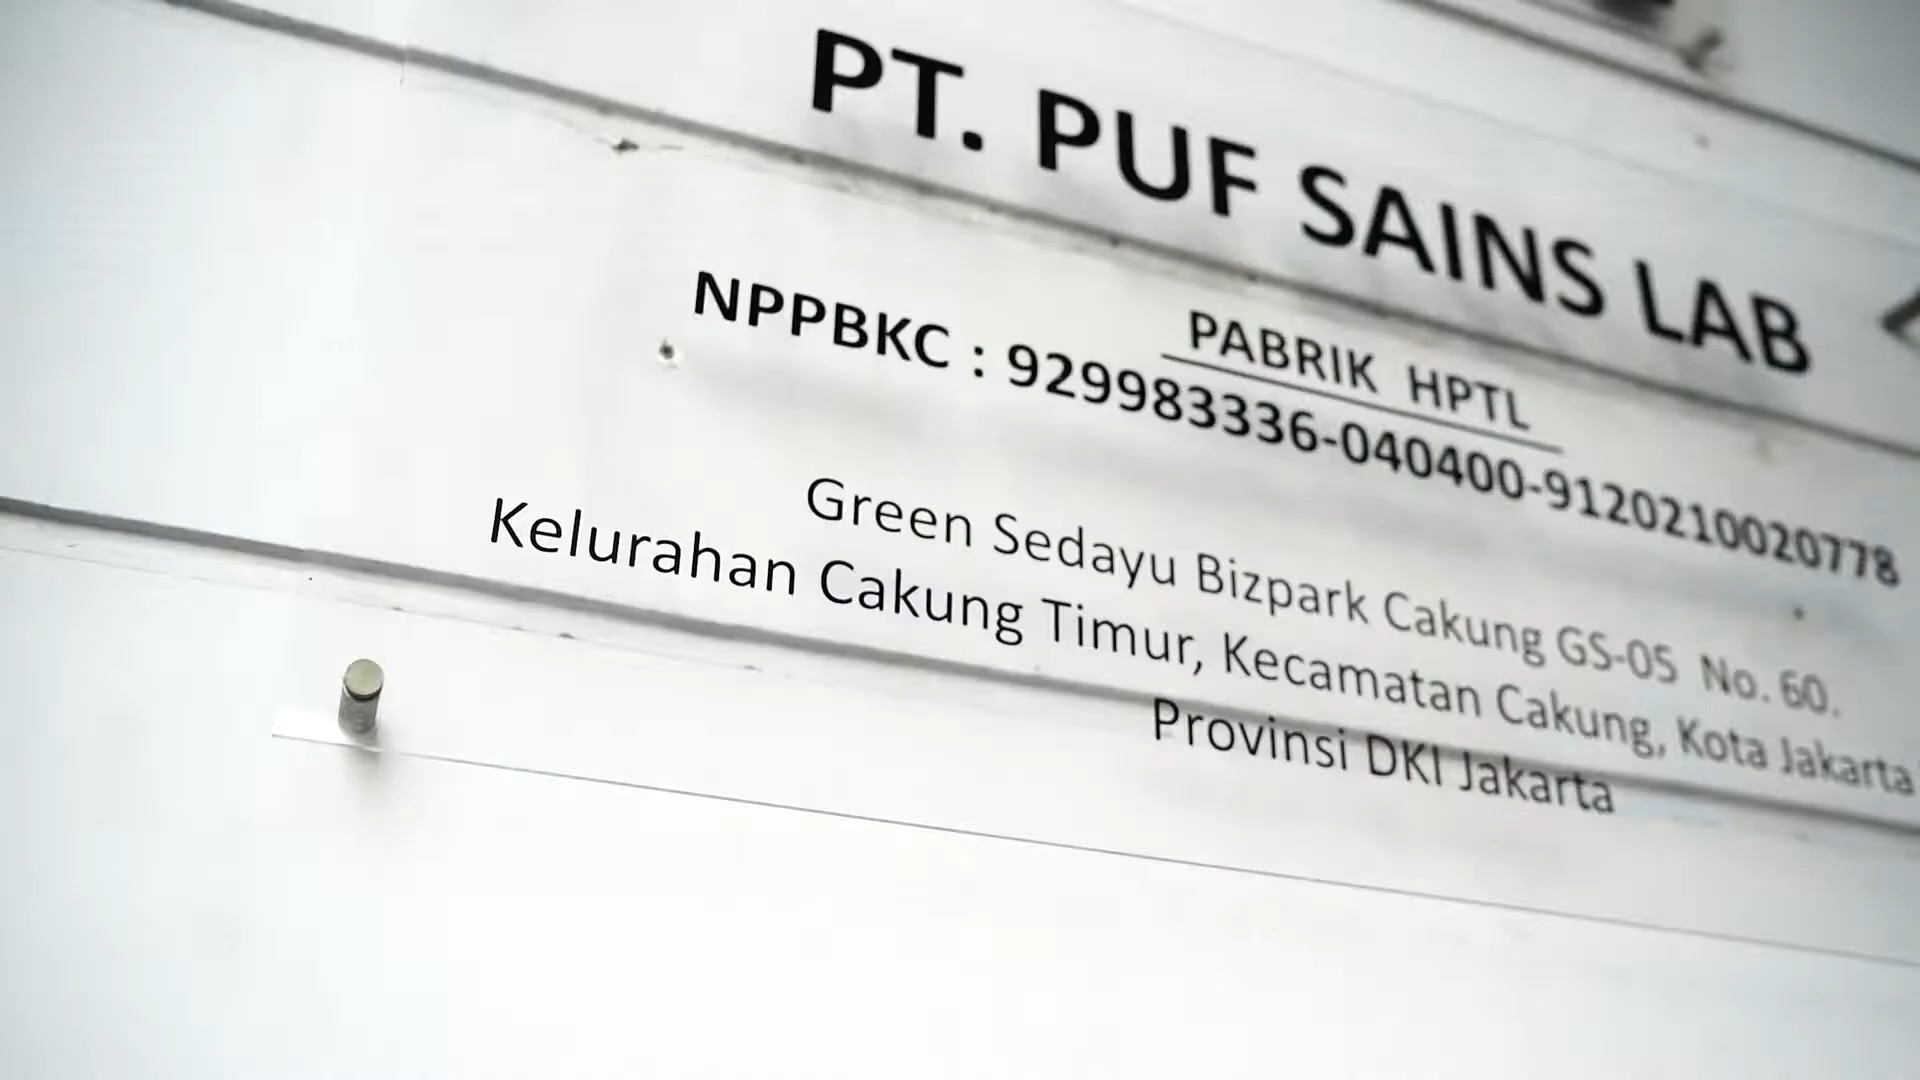 PT. PUF SAINS LAB
PABRIK HPTL
NPPBKC : 929983336-040400-9120210020778
Green Sedayu Bizpark Cakung GS-05 No. 60.
Kelurahan Cakung Timur, Kecamatan Cakung, Kota Jakarta
Provinsi DKI Jakarta